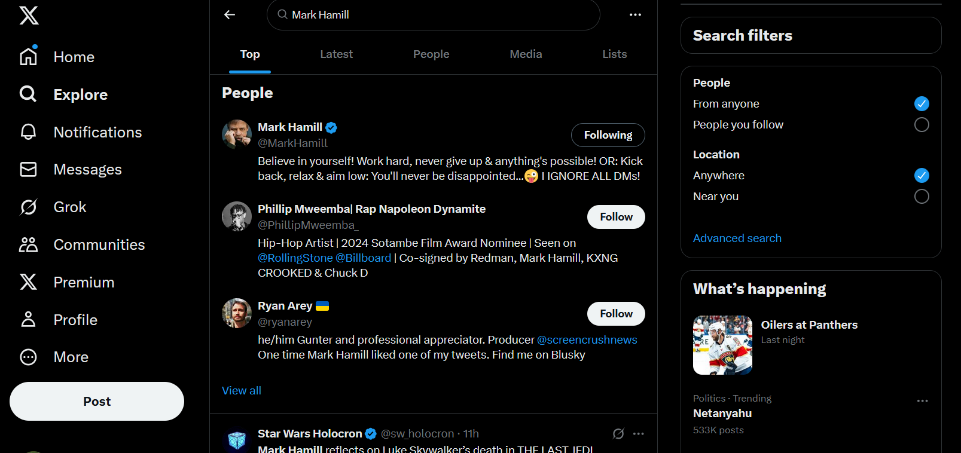 Home
Explore
Notifications
Messages
Grok
Communities
Premium
Profile
More
Post
Mark Hamill
Top Latest People Media Lists
People
Mark Hamill
@MarkHamill
Following
Believe in yourself! Work hard, never give up & anything's possible! OR: Kick
back, relax & aim low: You'll never be disappointed...😜 I IGNORE ALL DMs!
Phillip Mweemba| Rap Napoleon Dynamite
@PhillipMweemba_
Follow
Hip-Hop Artist | 2024 Sotambe Film Award Nominee | Seen on
@RollingStone @Billboard | Co-signed by Redman, Mark Hamill, KXNG
CROOKED & Chuck D
Ryan Arey 🇺🇦
@ryanarey
Follow
he/him Gunter and professional appreciator. Producer @screencrushnews
One time Mark Hamill liked one of my tweets. Find me on Blusky
View all
Star Wars Holocron @sw_holocron · 11h
Mark Hamill reflects on Luke Skywalker's death in THE LAST JEDI
Search filters
People
From anyone
People you follow
Location
Anywhere
Near you
Advanced search
What's happening
Oilers at Panthers
Last night
Politics · Trending
Netanyahu
533K posts